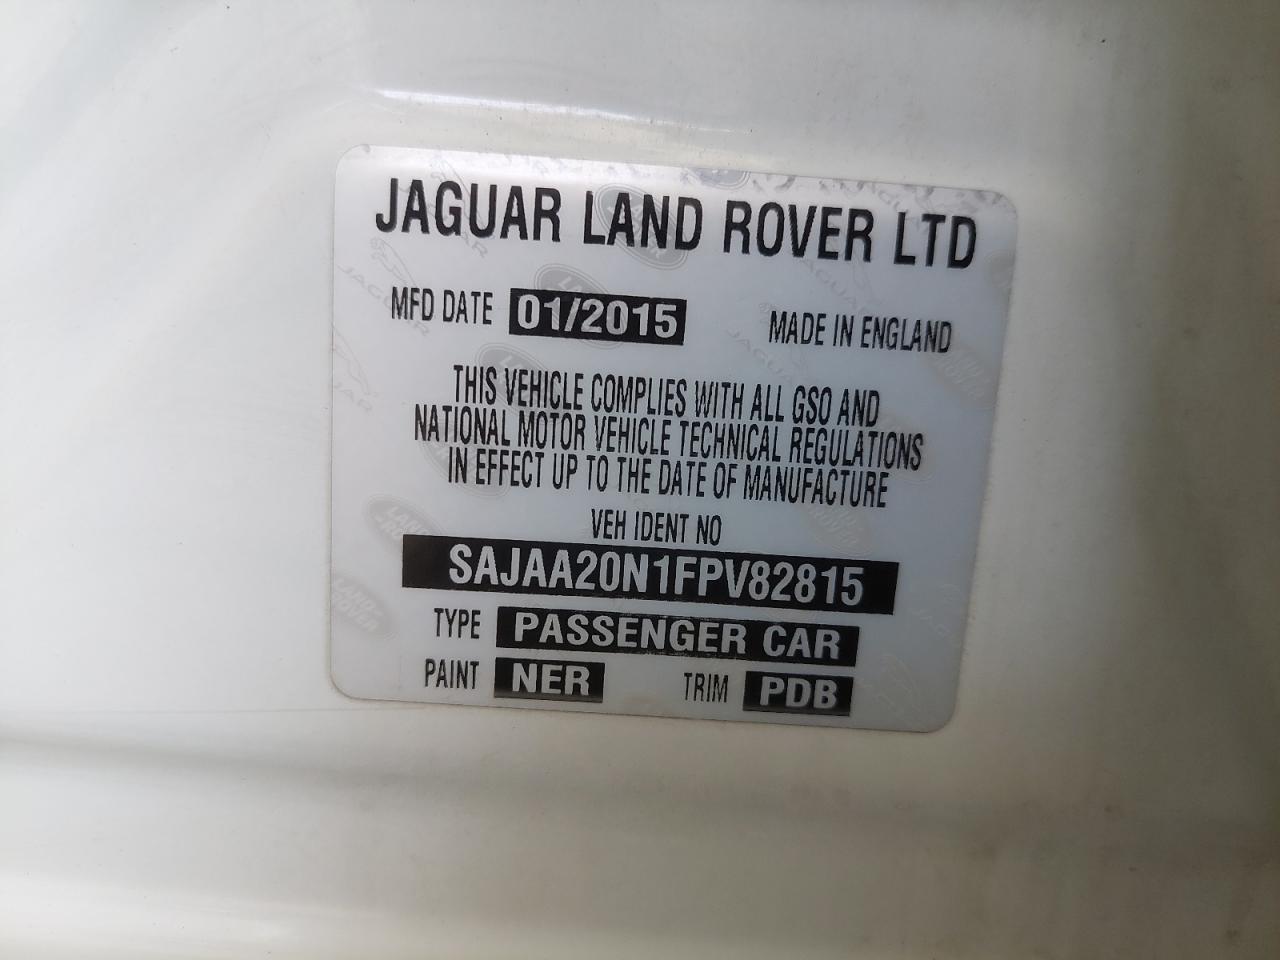 JAGUAR LAND ROVER LTD
MFD DATE 01/2015 MADE IN ENGLAND
THIS VEHICLE COMPLIES WITH ALL GSO AND
NATIONAL MOTOR VEHICLE TECHNICAL REGULATIONS
IN EFFECT UP TO THE DATE OF MANUFACTURE
VEH IDENT NO
SAJAA20N1FPV82815
TYPE PASSENGER CAR
PAINT NER TRIM PDB